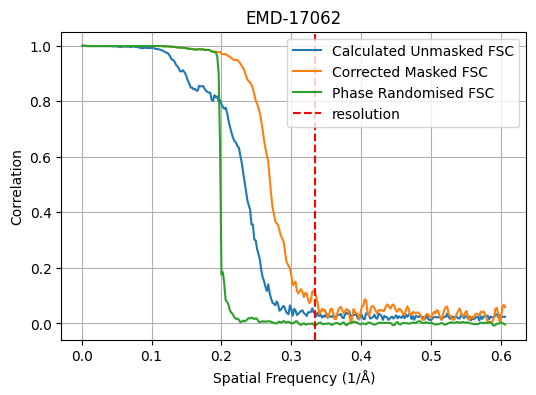 EMD-17062
Calculated Unmasked FSC
Corrected Masked FSC
Phase Randomised FSC
resolution
Correlation
1.0
0.8
0.6
0.4
0.2
0.0
0.0 0.1 0.2 0.3 0.4 0.5 0.6
Spatial Frequency (1/Å)